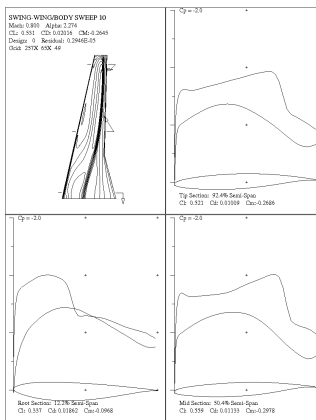 SWING-WING/BODY SWEEP 10
Mach: 0.800 Alpha: 2.274
CL: 0.531 CD: 0.02016 CM:-0.2645
Design: 0 Residual: 0.2946E-05
Grid: 257X 65X 49
Cp = -2.0
Tip Section: 92.4% Semi-Span
Cl: 0.521 Cd: 0.01009 Cm:-0.2686
Cp = -2.0
Root Section: 12.2% Semi-Span
Cl: 0.537 Cd: 0.01862 Cm:-0.0968
Cp = -2.0
Mid Section: 50.4% Semi-Span
Cl: 0.559 Cd: 0.01133 Cm:-0.2978